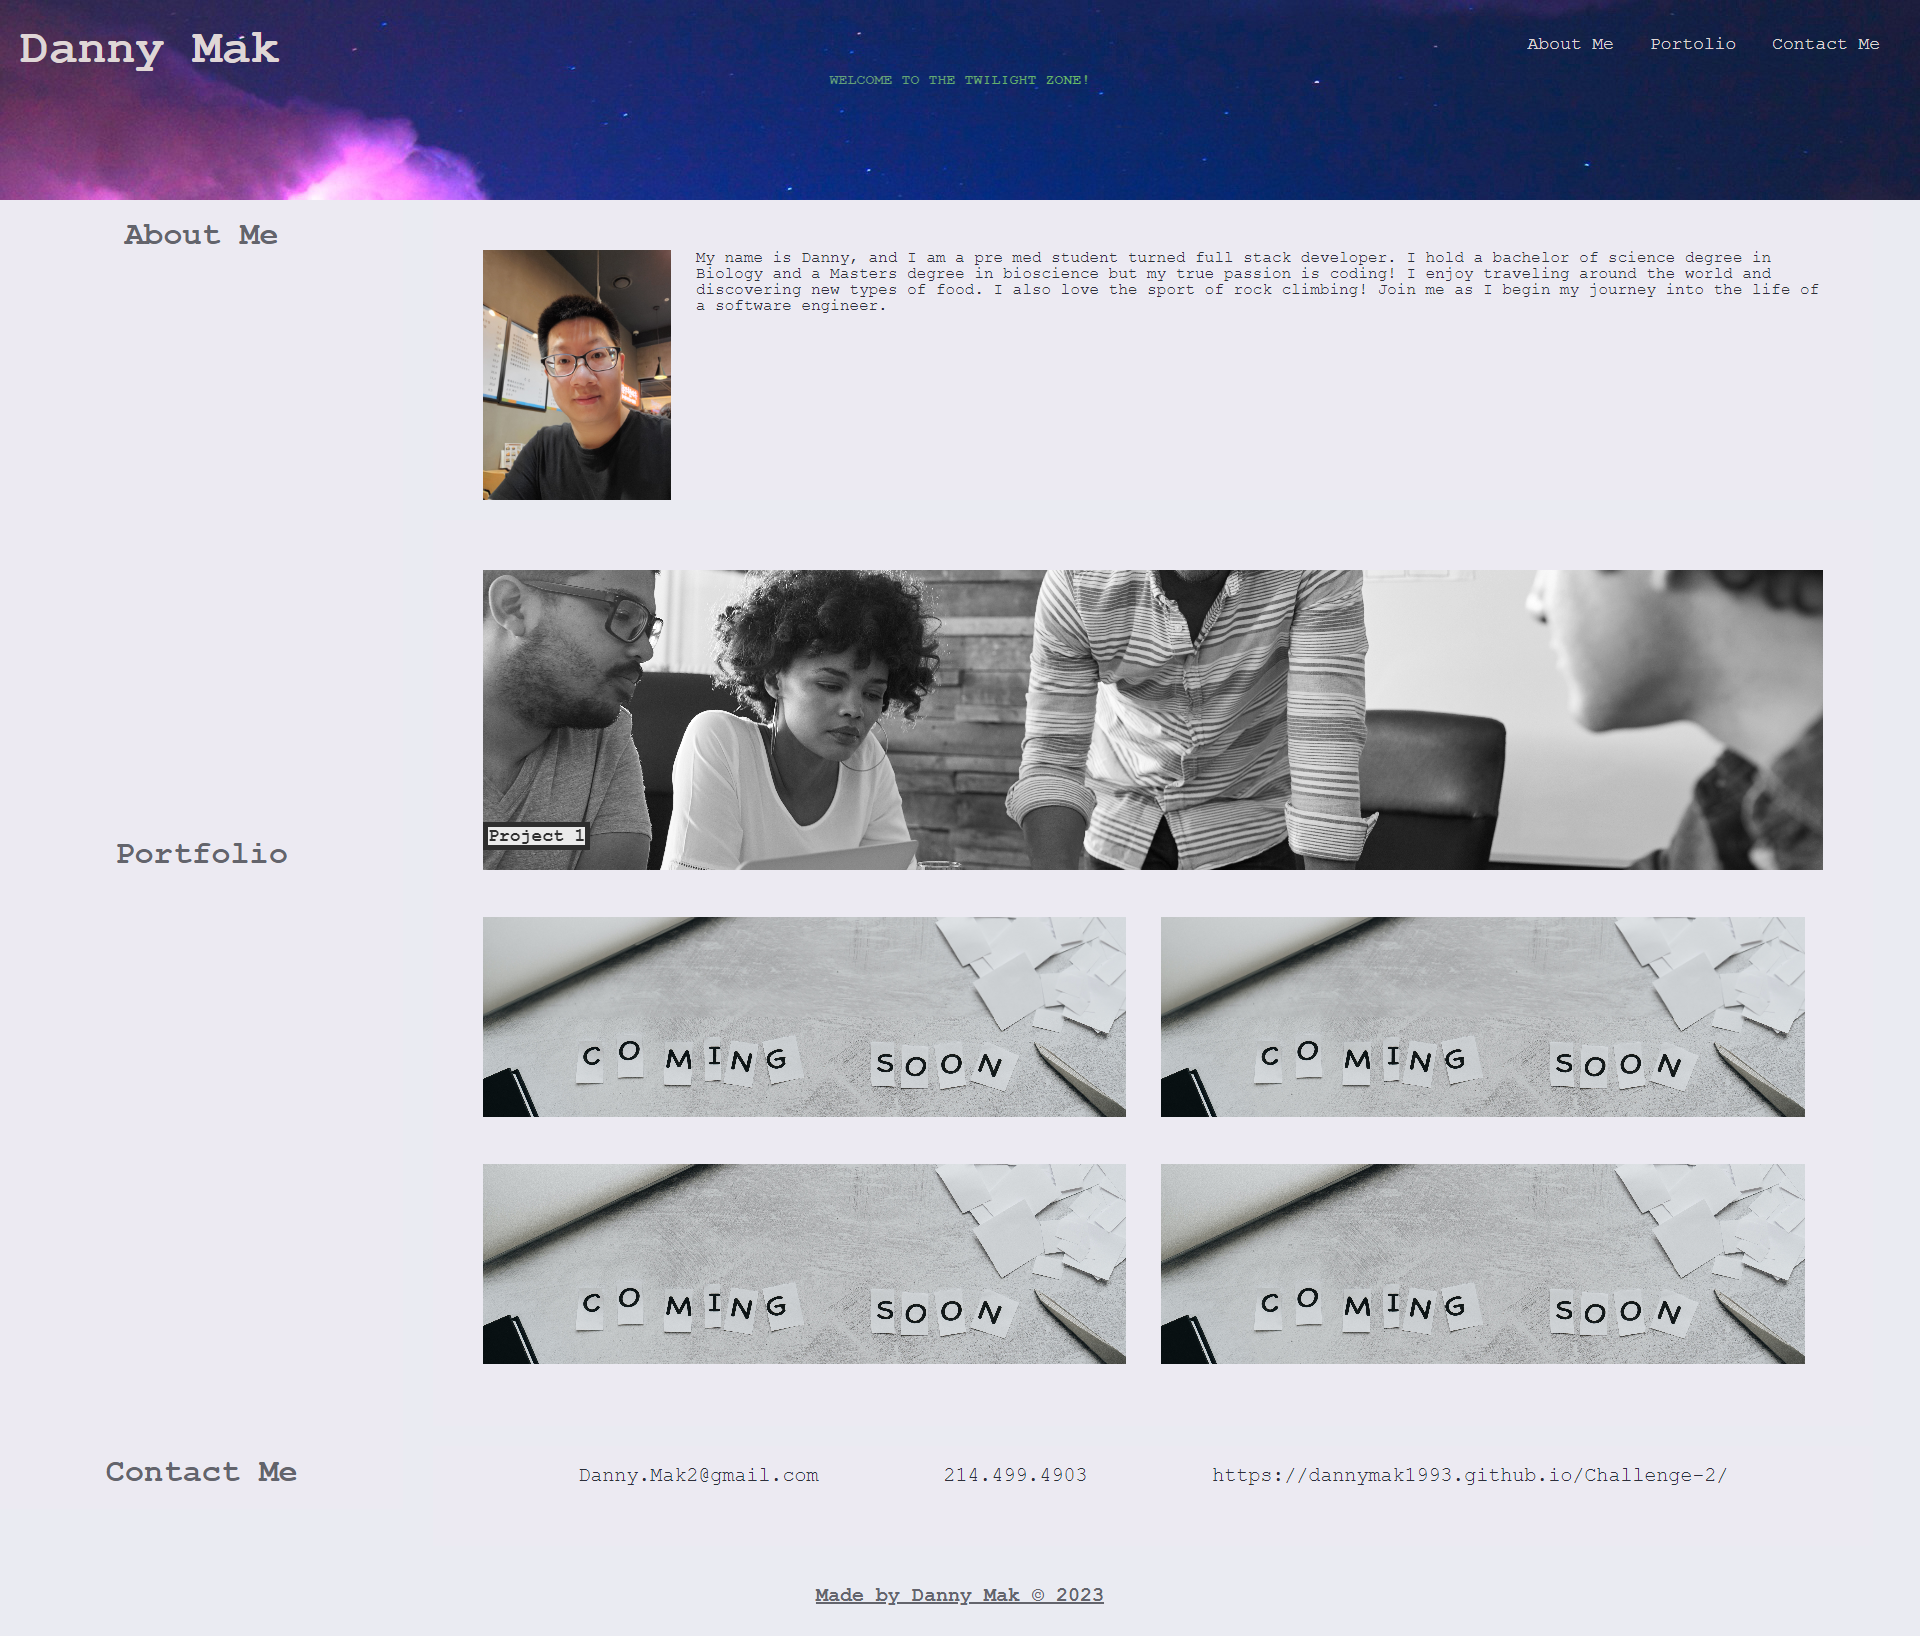 Danny Mak
About Me
Portolio
Contact Me
WELCOME TO THE TWILIGHT ZONE!
About Me
My name is Danny, and I am a pre med student turned full stack developer. I hold a bachelor of science degree in
Biology and a Masters degree in bioscience but my true passion is coding! I enjoy traveling around the world and
discovering new types of food. I also love the sport of rock climbing! Join me as I begin my journey into the life of
a software engineer.
Portfolio
Project 1
COMING SOON
COMING SOON
COMING SOON
COMING SOON
Contact Me
Danny.Mak2@gmail.com
214.499.4903
https://dannymak1993.github.io/Challenge-2/
Made by Danny Mak © 2023